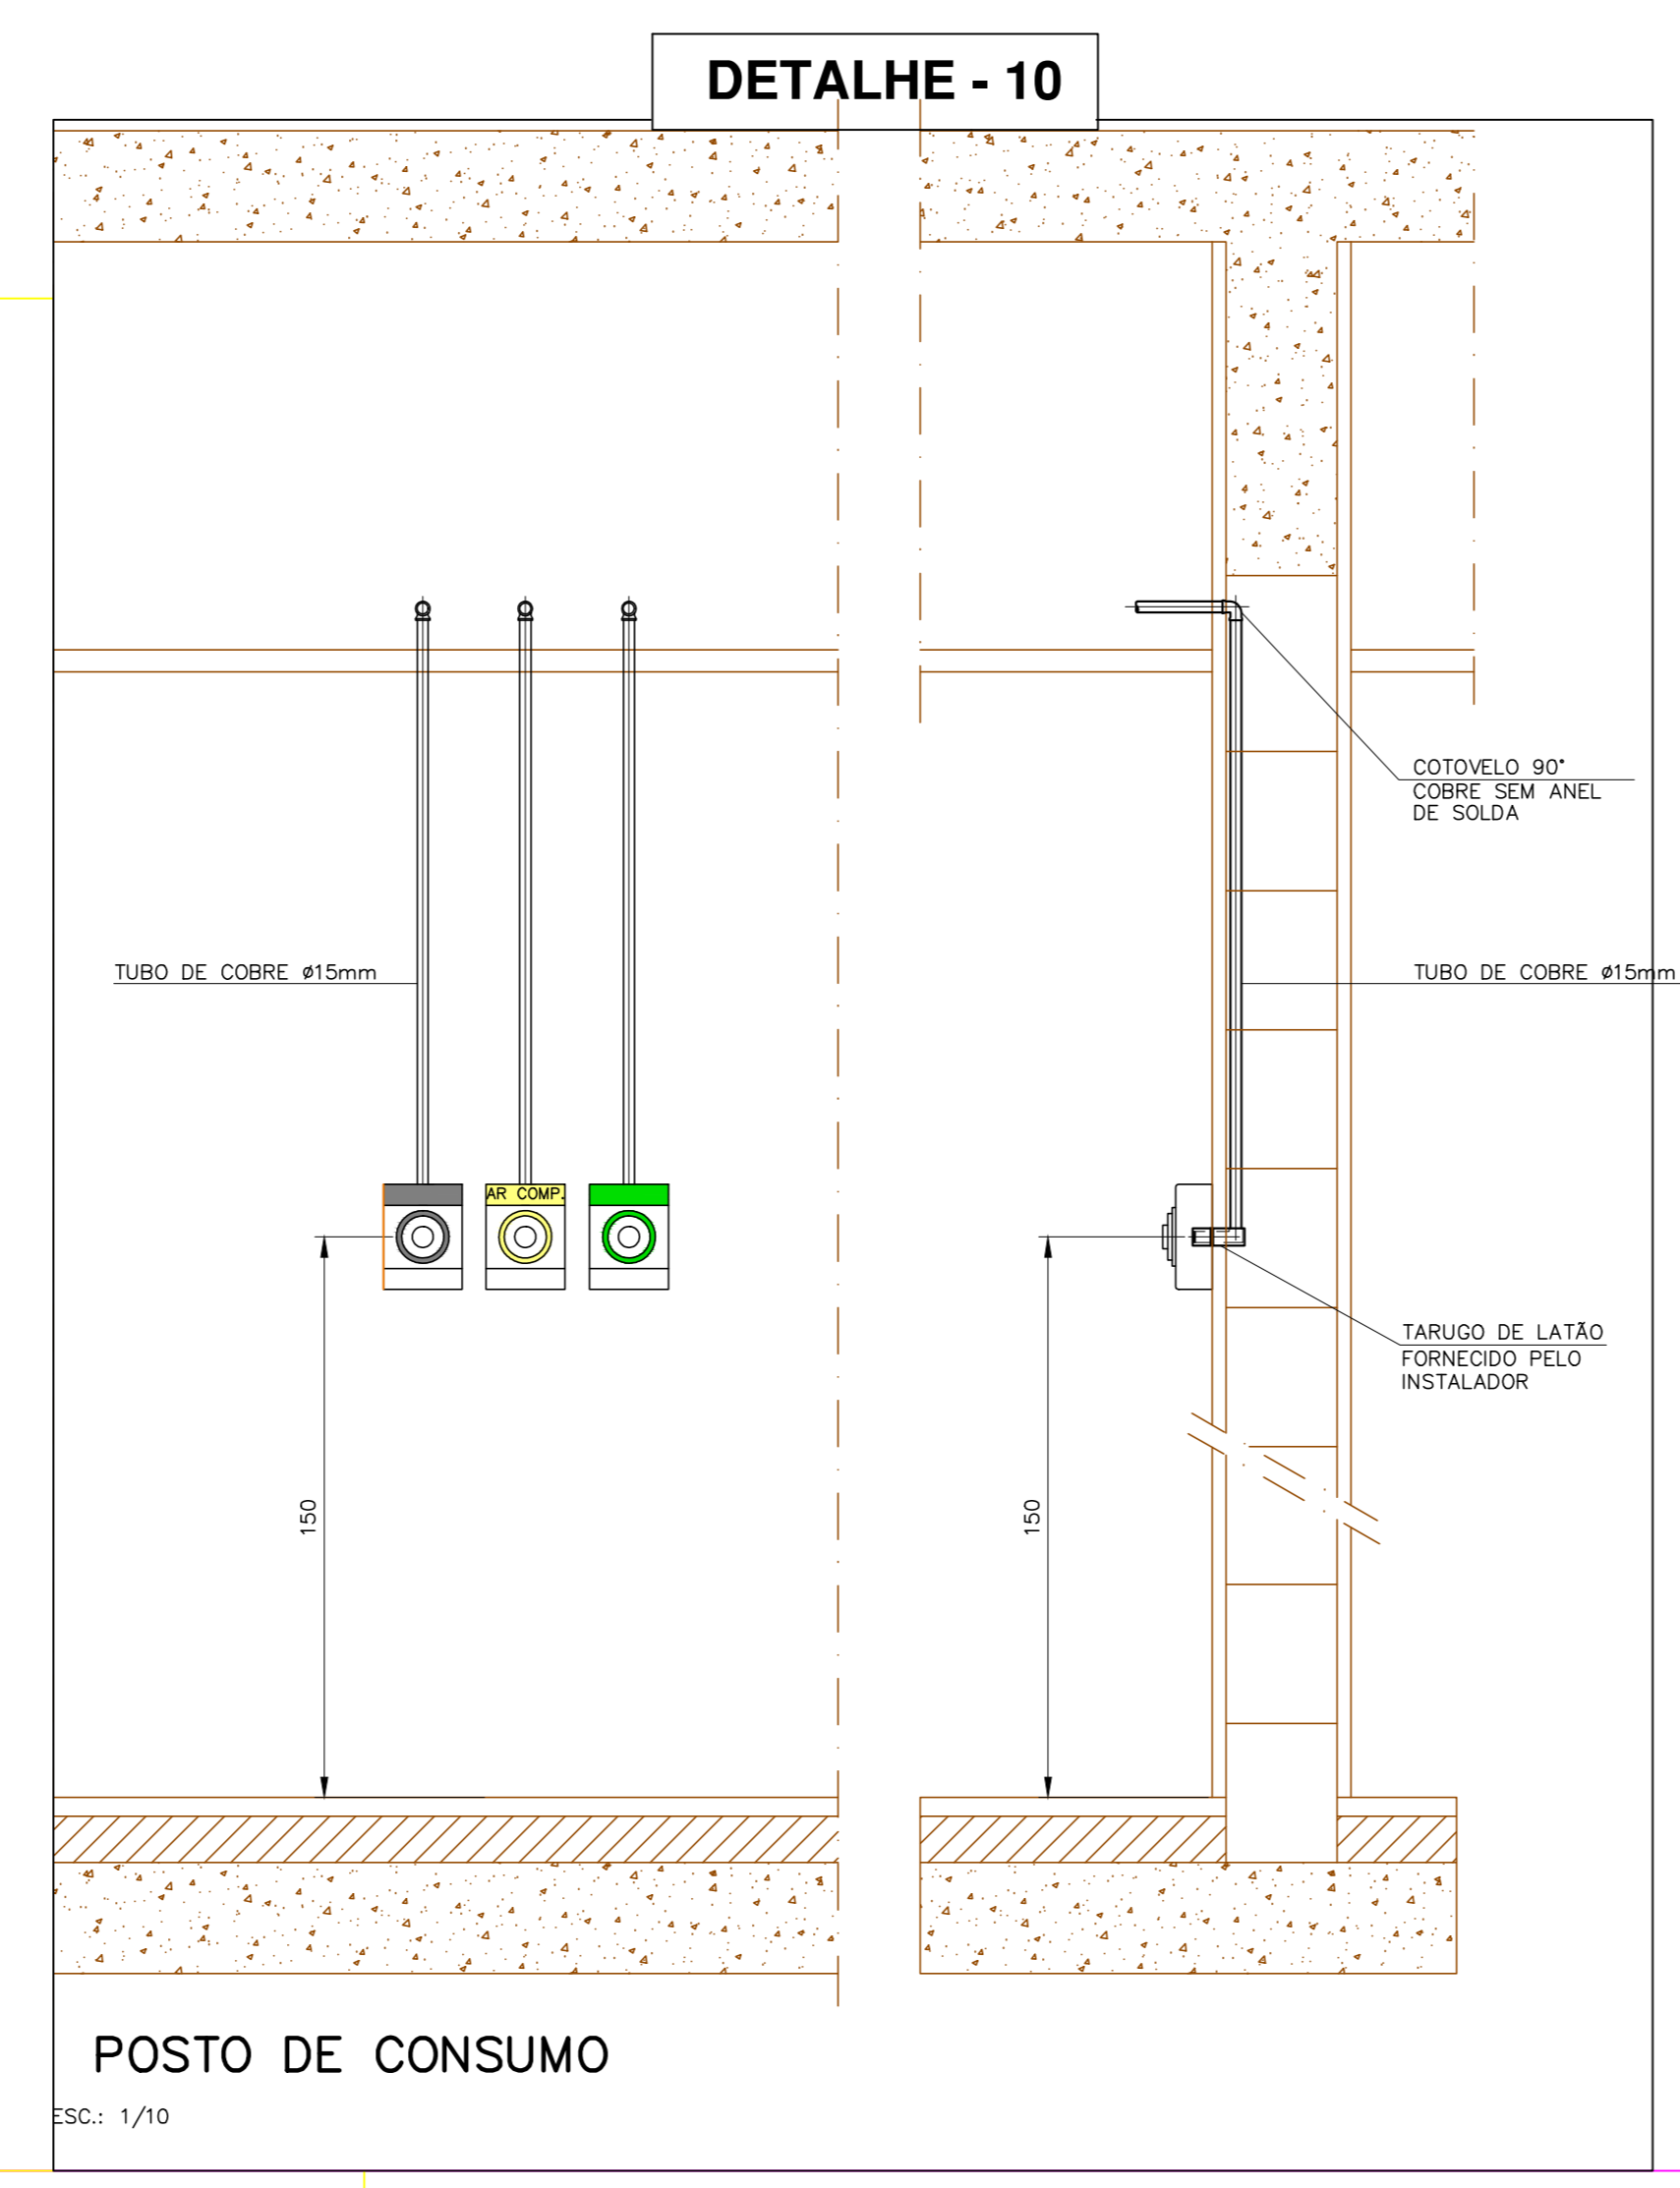 DETALHE - 10
COTOVELO 90°
COBRE SEM ANEL
DE SOLDA
TUBO DE COBRE ø15mm
TUBO DE COBRE ø15mm
AR COMP.
TARUGO DE LATÃO
FORNECIDO PELO
INSTALADOR
150
150
POSTO DE CONSUMO
ESC.: 1/10